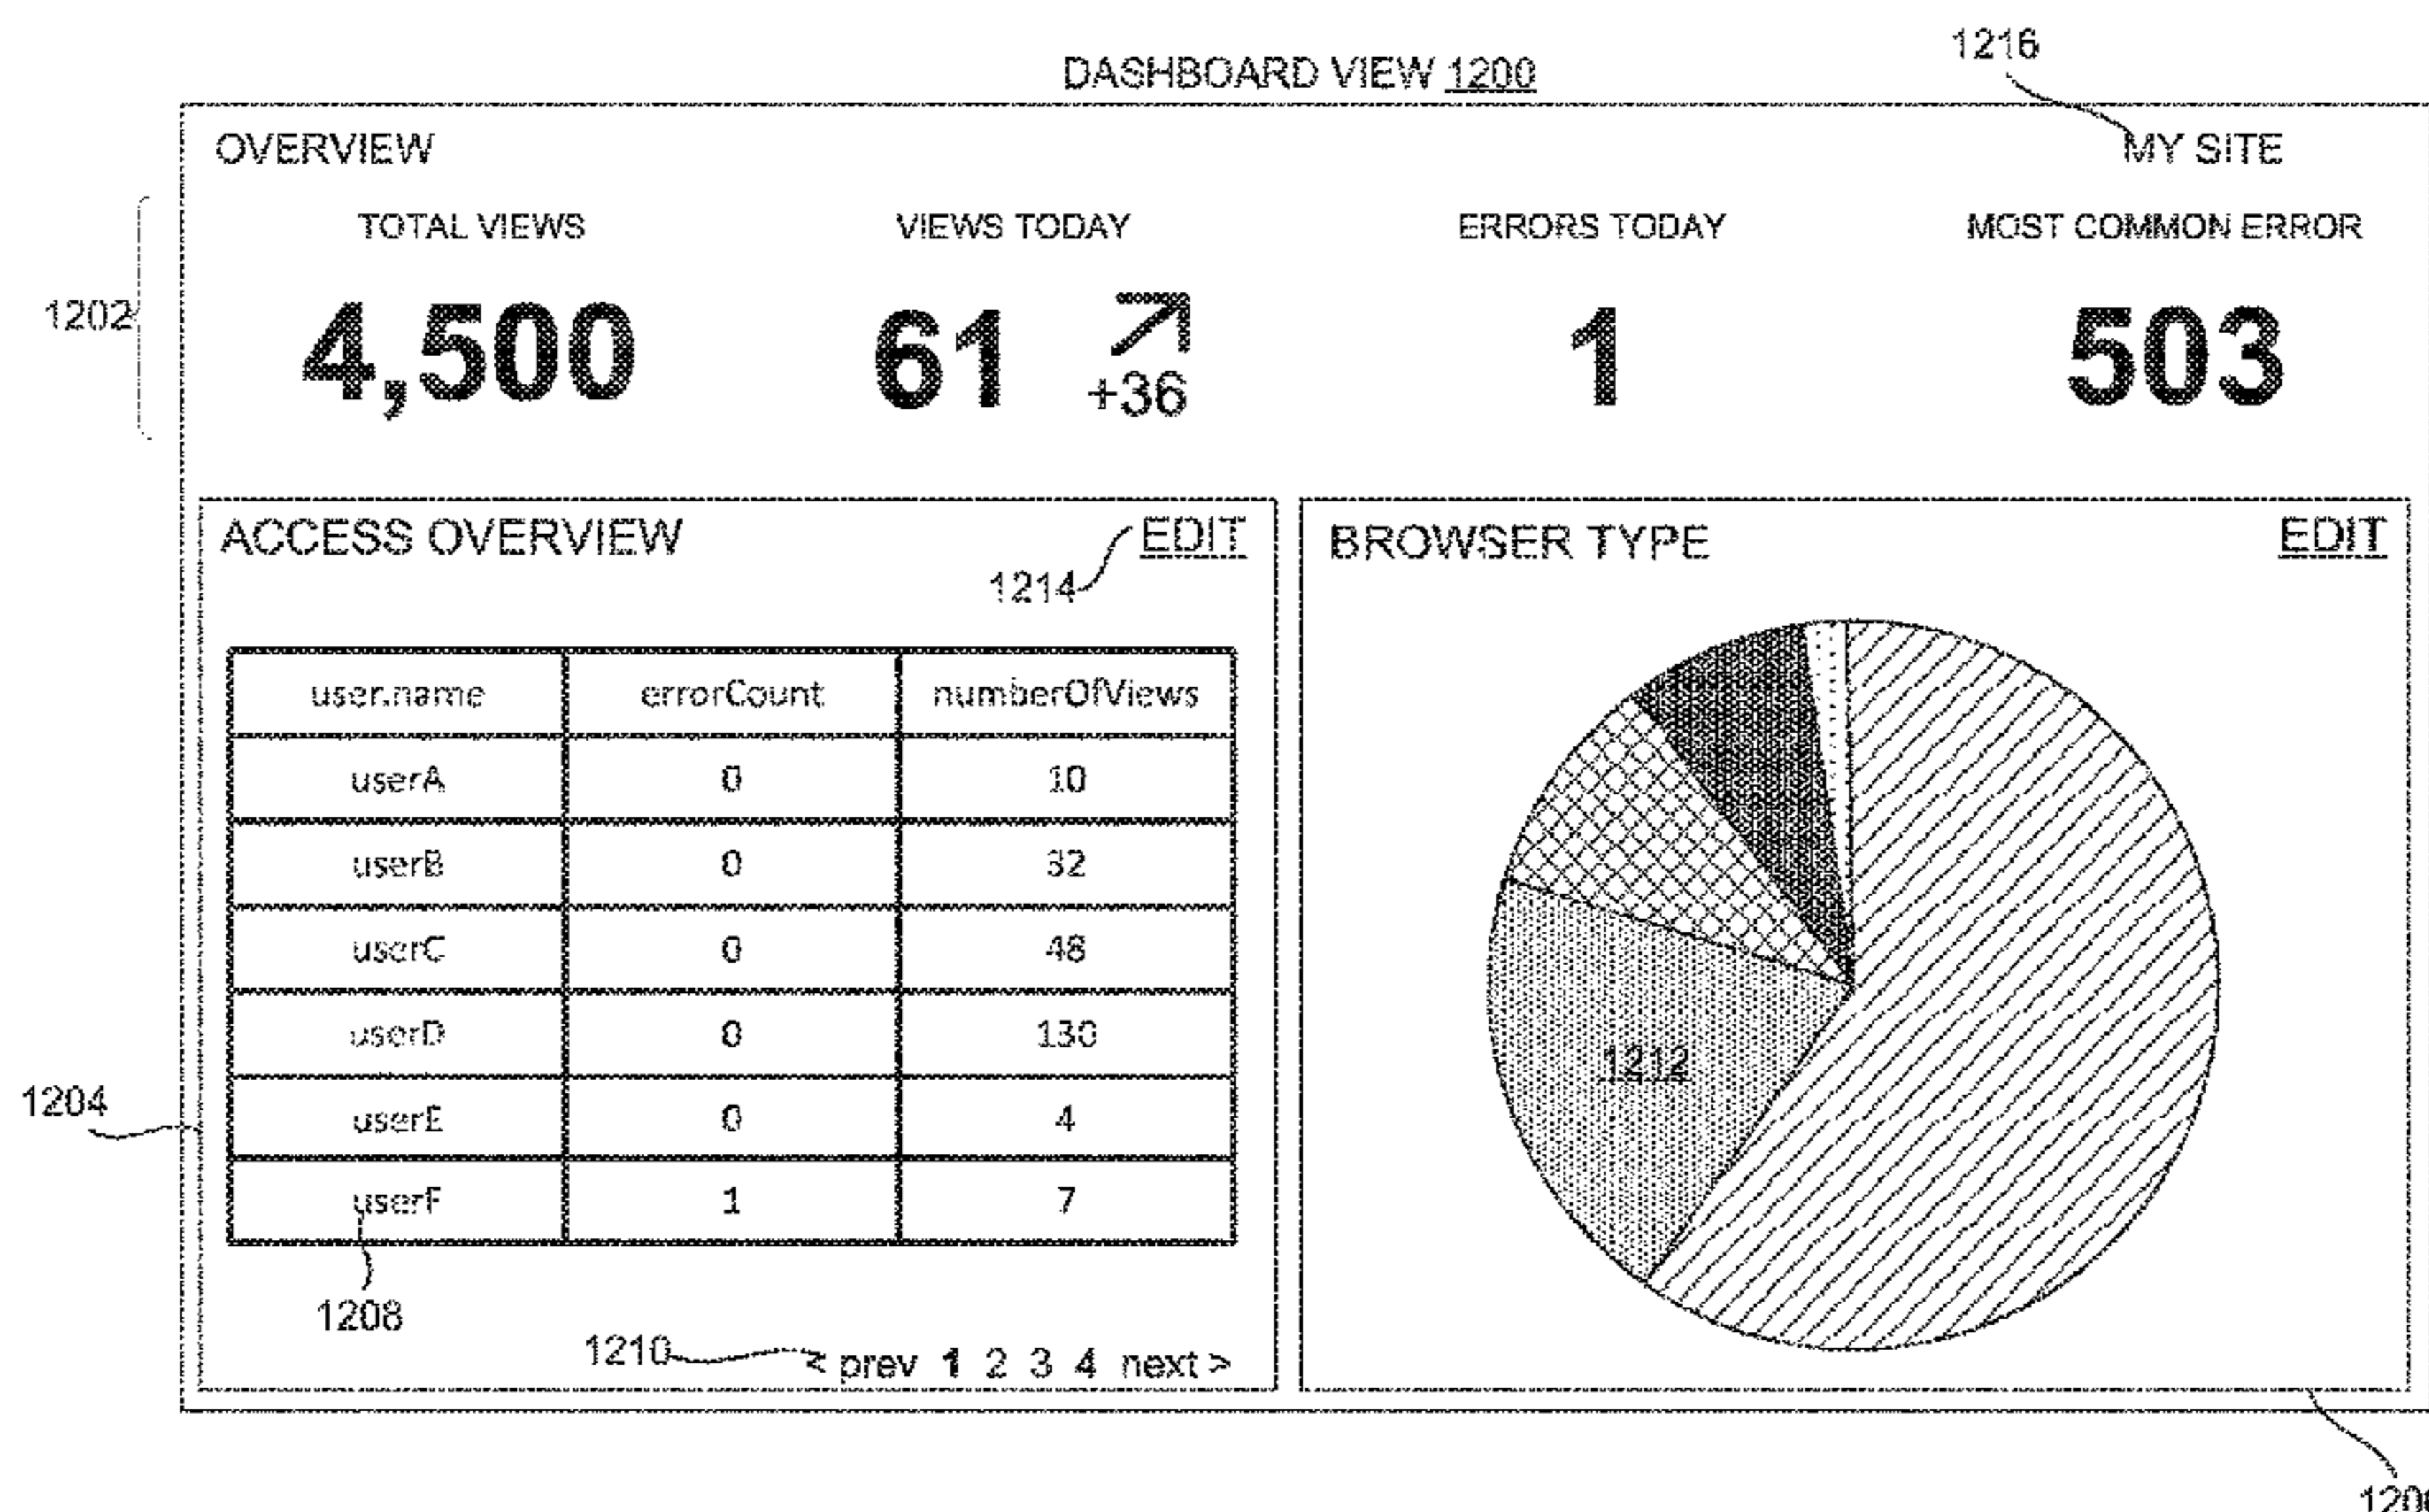 1216
DASHBOARD VIEW 1200
OVERVIEW MY SITE
TOTAL VIEWS VIEWS TODAY ERRORS TODAY MOST COMMON ERROR
1202
4,500 61 +36 1 503
ACCESS OVERVIEW EDIT BROWSER TYPE EDIT
1214
user.name errorCount numberOfViews
userA 0 10
userB 0 32
userC 0 48
userD 0 130
1212
1204
userE 0 4
userF 1 7
1208
1210 < prev 1 2 3 4 next >